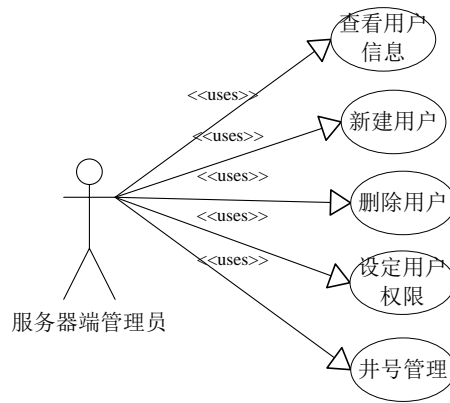 查看用户
信息
<<uses>>
新建用户
<<uses>>
删除用户
<<uses>>
设定用户
权限
<<uses>>
井号管理
<<uses>>
服务器端管理员